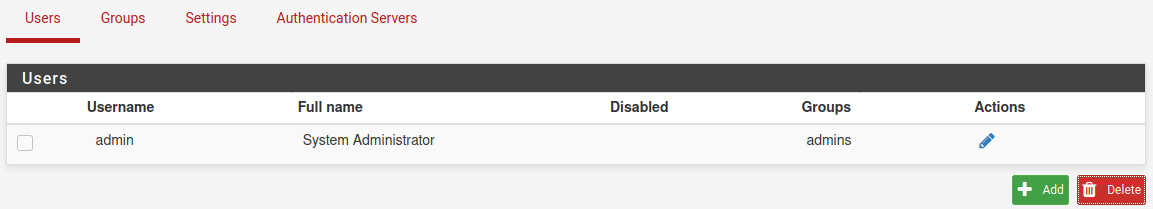 Users Groups Settings Authentication Servers
Users
Username Full name Disabled Groups Actions
admin System Administrator admins
Add Delete